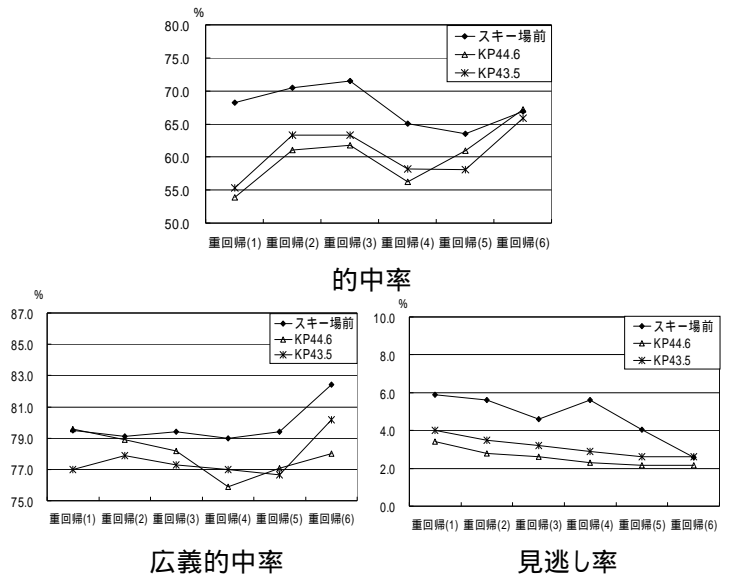 %
80.0
75.0
70.0
65.0
60.0
55.0
50.0
スキー場前
KP44.6
KP43.5
重回帰(1) 重回帰(2) 重回帰(3) 重回帰(4) 重回帰(5) 重回帰(6)
的中率
%
87.0
85.0
83.0
81.0
79.0
77.0
75.0
スキー場前
KP44.6
KP43.5
重回帰(1) 重回帰(2) 重回帰(3) 重回帰(4) 重回帰(5) 重回帰(6)
広義的中率
%
10.0
8.0
6.0
4.0
2.0
0.0
スキー場前
KP44.6
KP43.5
重回帰(1) 重回帰(2) 重回帰(3) 重回帰(4) 重回帰(5) 重回帰(6)
見逃し率